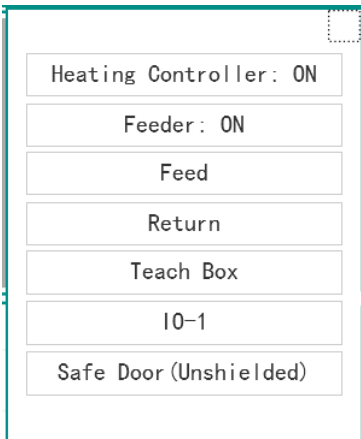 Heating Controller: ON
Feeder: ON
Feed
Return
Teach Box
IO-1
Safe Door(Unshielded)